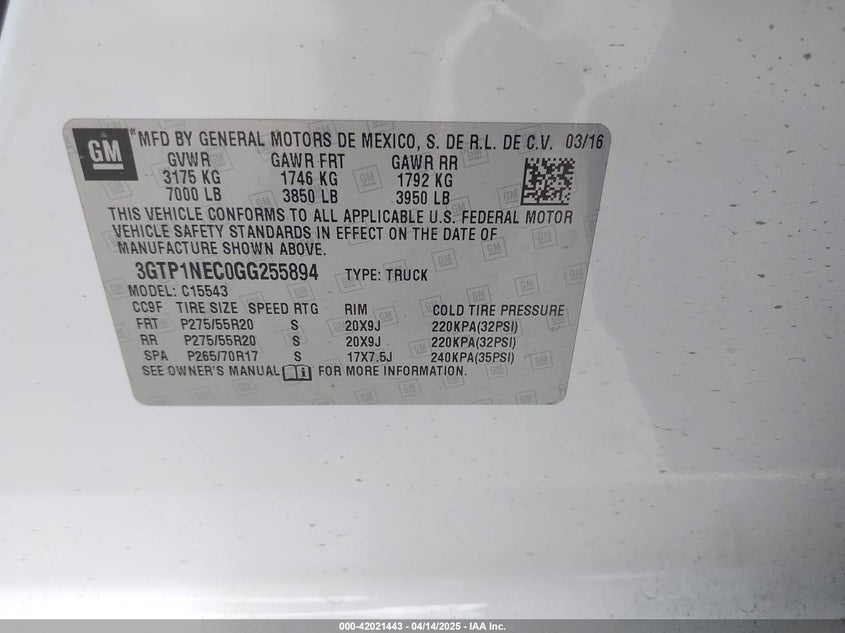 GM
MFD BY GENERAL MOTORS DE MEXICO, S. DE R.L. DE C.V. 03/16
GVWR GAWR FRT GAWR RR
3175 KG 1746 KG 1792 KG
7000 LB 3850 LB 3950 LB
THIS VEHICLE CONFORMS TO ALL APPLICABLE U.S. FEDERAL MOTOR
VEHICLE SAFETY STANDARDS IN EFFECT ON THE DATE OF
MANUFACTURE SHOWN ABOVE.
3GTP1NEC0GG255894 TYPE: TRUCK
MODEL: C15543
CC9F TIRE SIZE SPEED RTG RIM COLD TIRE PRESSURE
FRT P275/55R20 S 20X9J 220KPA(32PSI)
RR P275/55R20 S 20X9J 220KPA(32PSI)
SPA P265/70R17 S 17X7.5J 240KPA(35PSI)
SEE OWNER'S MANUAL FOR MORE INFORMATION.
000-42021443 - 04/14/2025 - IAA Inc.